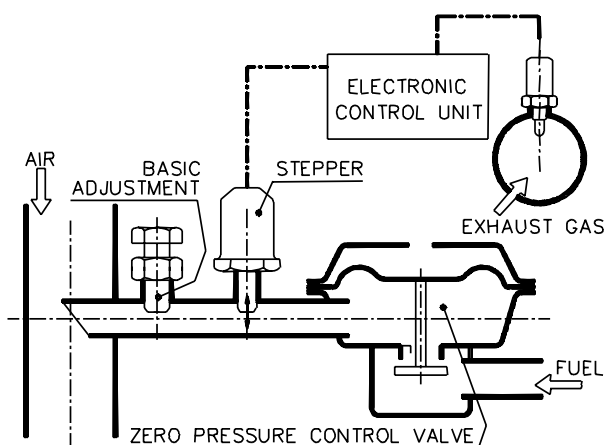 ELECTRONIC
CONTROL UNIT
AIR
BASIC
ADJUSTMENT
STEPPER
EXHAUST GAS
FUEL
ZERO PRESSURE CONTROL VALVE